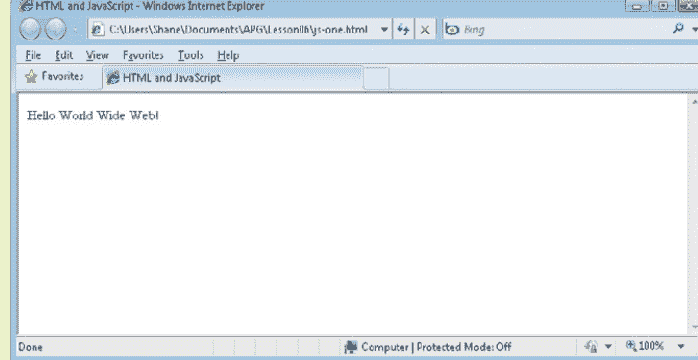 HTML and JavaScript - Windows Internet Explorer
C:\Users\Shane\Documents\APG\Lesson16\js-one.html Bing
File Edit View Favorites Tools Help
Favorites HTML and JavaScript
Hello World Wide Web!
Done Computer | Protected Mode: Off 100%